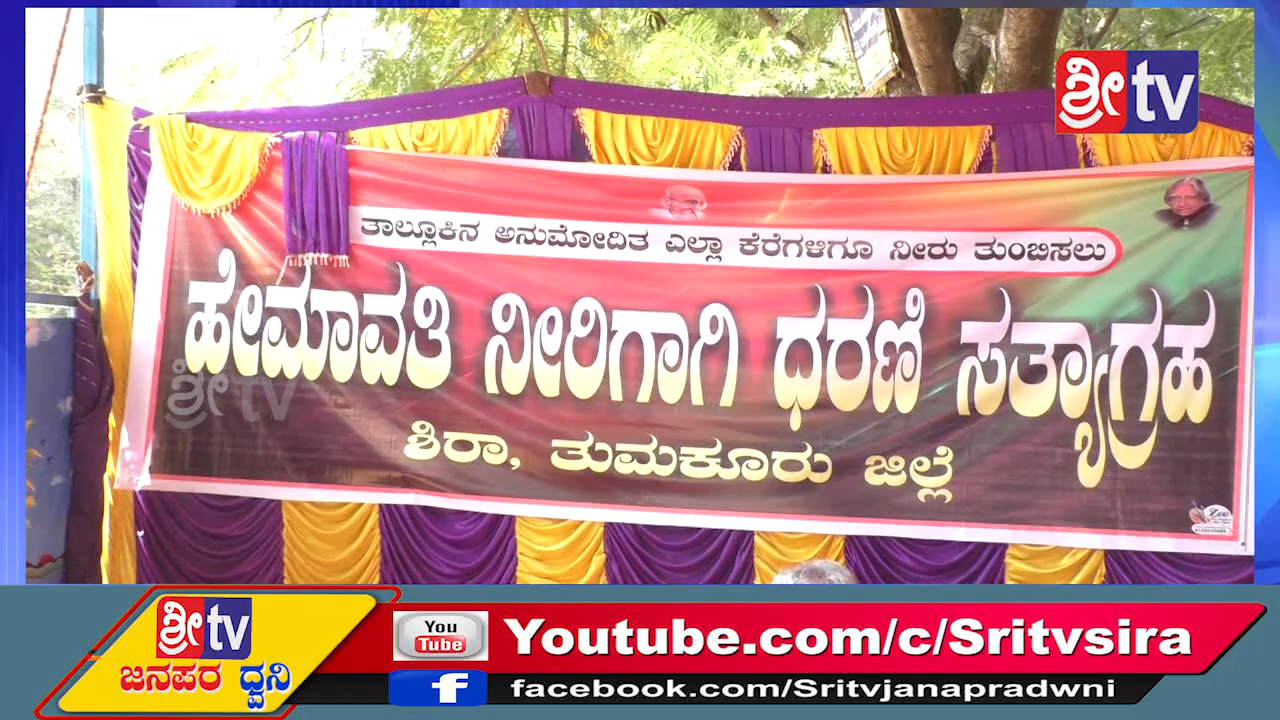 ಶ್ರೀ tv
ತಾಲ್ಲೂಕಿನ ಅನುಮೋದಿತ ಎಲ್ಲಾ ಕೆರೆಗಳಿಗೂ ನೀರು ತುಂಬಿಸಲು
ಹೇಮಾವತಿ ನೀರಿಗಾಗಿ ಧರಣಿ ಸತ್ಯಾಗ್ರಹ
ಶ್ರೀ tv
ಶಿರಾ, ತುಮಕೂರು ಜಿಲ್ಲೆ
ಶ್ರೀ tv
ಜನಪರ ಧ್ವನಿ
You Tube
Youtube.com/c/Sritvsira
f
facebook.com/Sritvjanapradwni